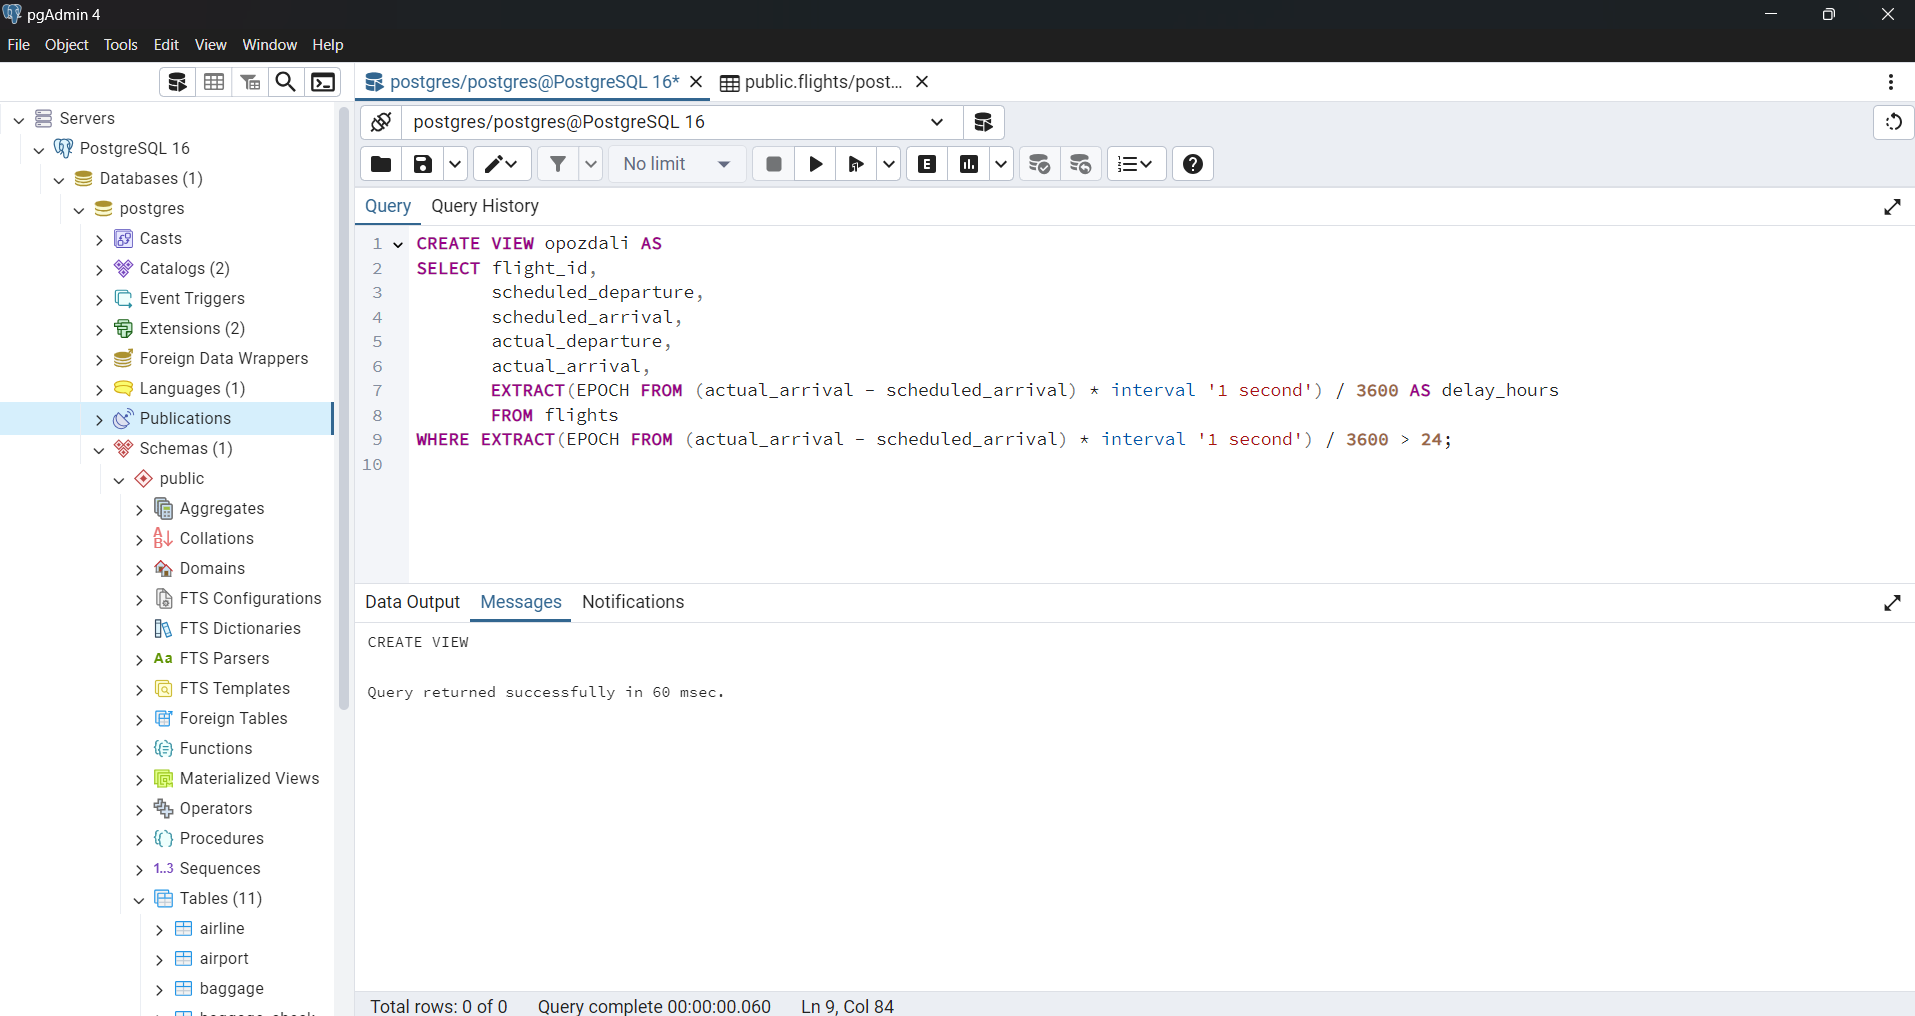 pgAdmin 4
File Object Tools Edit View Window Help
postgres/postgres@PostgreSQL 16* public.flights/post...
Servers
PostgreSQL 16
Databases (1)
postgres
Casts
Catalogs (2)
Event Triggers
Extensions (2)
Foreign Data Wrappers
Languages (1)
Publications
Schemas (1)
public
Aggregates
Collations
Domains
FTS Configurations
FTS Dictionaries
Aa FTS Parsers
FTS Templates
Foreign Tables
Functions
Materialized Views
Operators
Procedures
1..3 Sequences
Tables (11)
airline
airport
baggage
postgres/postgres@PostgreSQL 16
No limit E
Query Query History
1 CREATE VIEW opozdali AS
2 SELECT flight_id,
3 scheduled_departure,
4 scheduled_arrival,
5 actual_departure,
6 actual_arrival,
7 EXTRACT(EPOCH FROM (actual_arrival - scheduled_arrival) * interval '1 second') / 3600 AS delay_hours
8 FROM flights
9 WHERE EXTRACT(EPOCH FROM (actual_arrival - scheduled_arrival) * interval '1 second') / 3600 > 24;
10
Data Output Messages Notifications
CREATE VIEW
Query returned successfully in 60 msec.
Total rows: 0 of 0 Query complete 00:00:00.060 Ln 9, Col 84